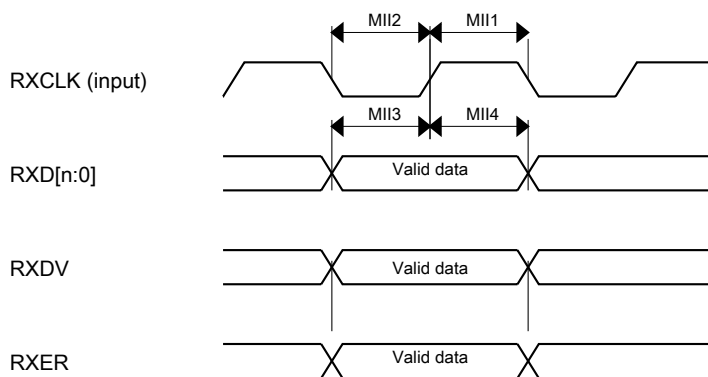 MII2 MII1
RXCLK (input)
MII3 MII4
RXD[n:0] Valid data
RXDV Valid data
RXER Valid data